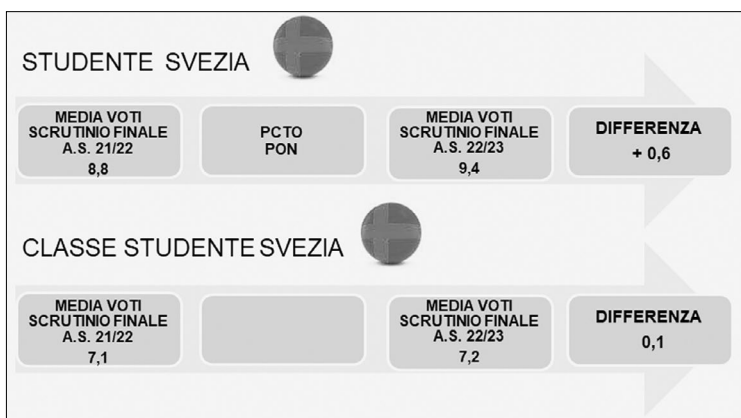 STUDENTE SVEZIA
MEDIA VOTI
SCRUTINIO FINALE
A.S. 21/22
8,8
PCTO
PON
MEDIA VOTI
SCRUTINIO FINALE
A.S. 22/23
9,4
DIFFERENZA
+ 0,6
CLASSE STUDENTE SVEZIA
MEDIA VOTI
SCRUTINIO FINALE
A.S. 21/22
7,1
MEDIA VOTI
SCRUTINIO FINALE
A.S. 22/23
7,2
DIFFERENZA
0,1